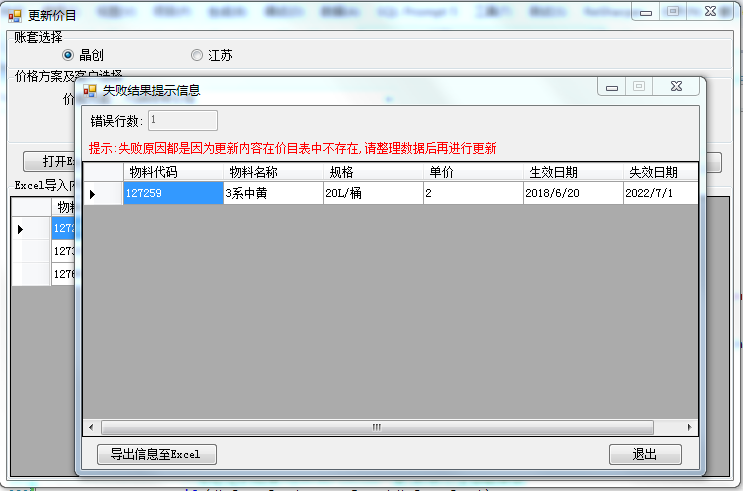 更新价目
账套选择
晶创 江苏
价格方案及客户选择
失败结果提示信息
错误行数: 1
提示:失败原因都是因为更新内容在价目表中不存在,请整理数据后再进行更新
打开E
Excel导入
物料代码 物料名称 规格 单价 生效日期 失效日期
127259 3系中黄 20L/桶 2 2018/6/20 2022/7/1
物料
1272
1273
1276
导出信息至Excel 退出